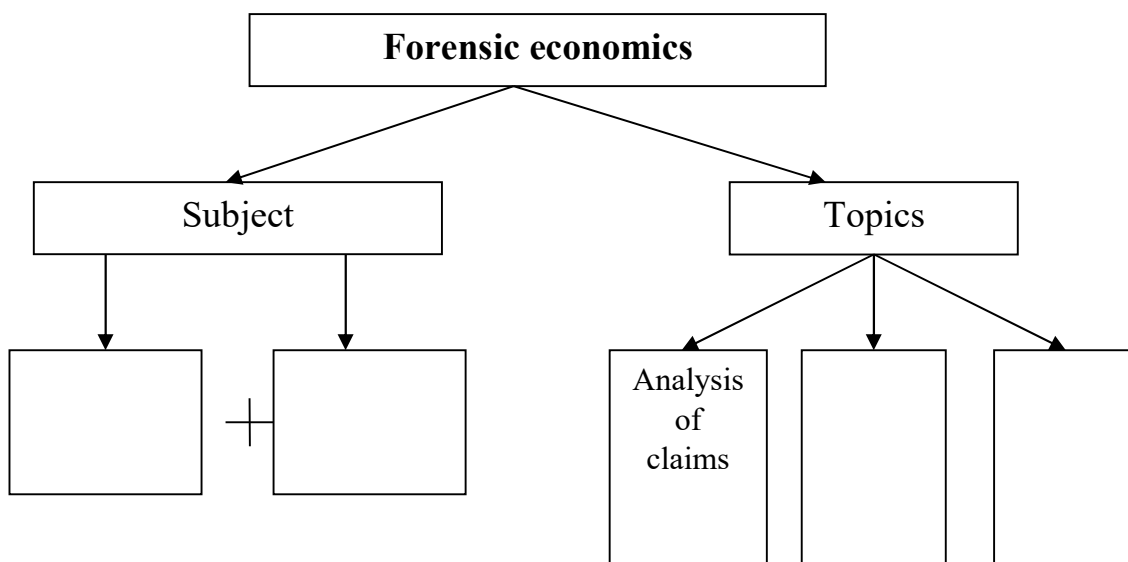 Forensic economics
Subject
Topics
Analysis
of
claims